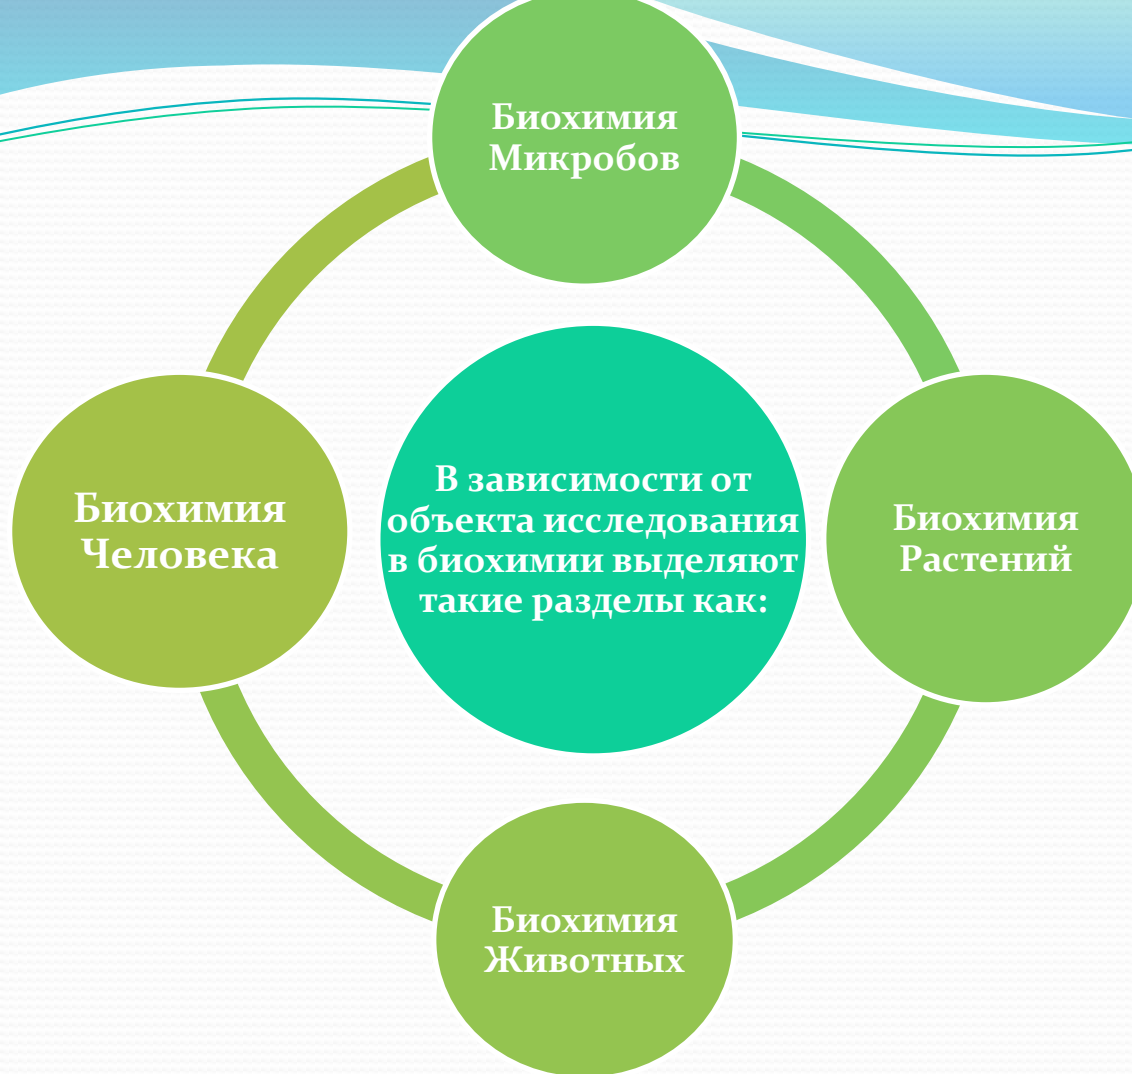 Биохимия
Микробов
Биохимия
Человека
В зависимости от
объекта исследования
в биохимии выделяют
такие разделы как:
Биохимия
Растений
Биохимия
Животных